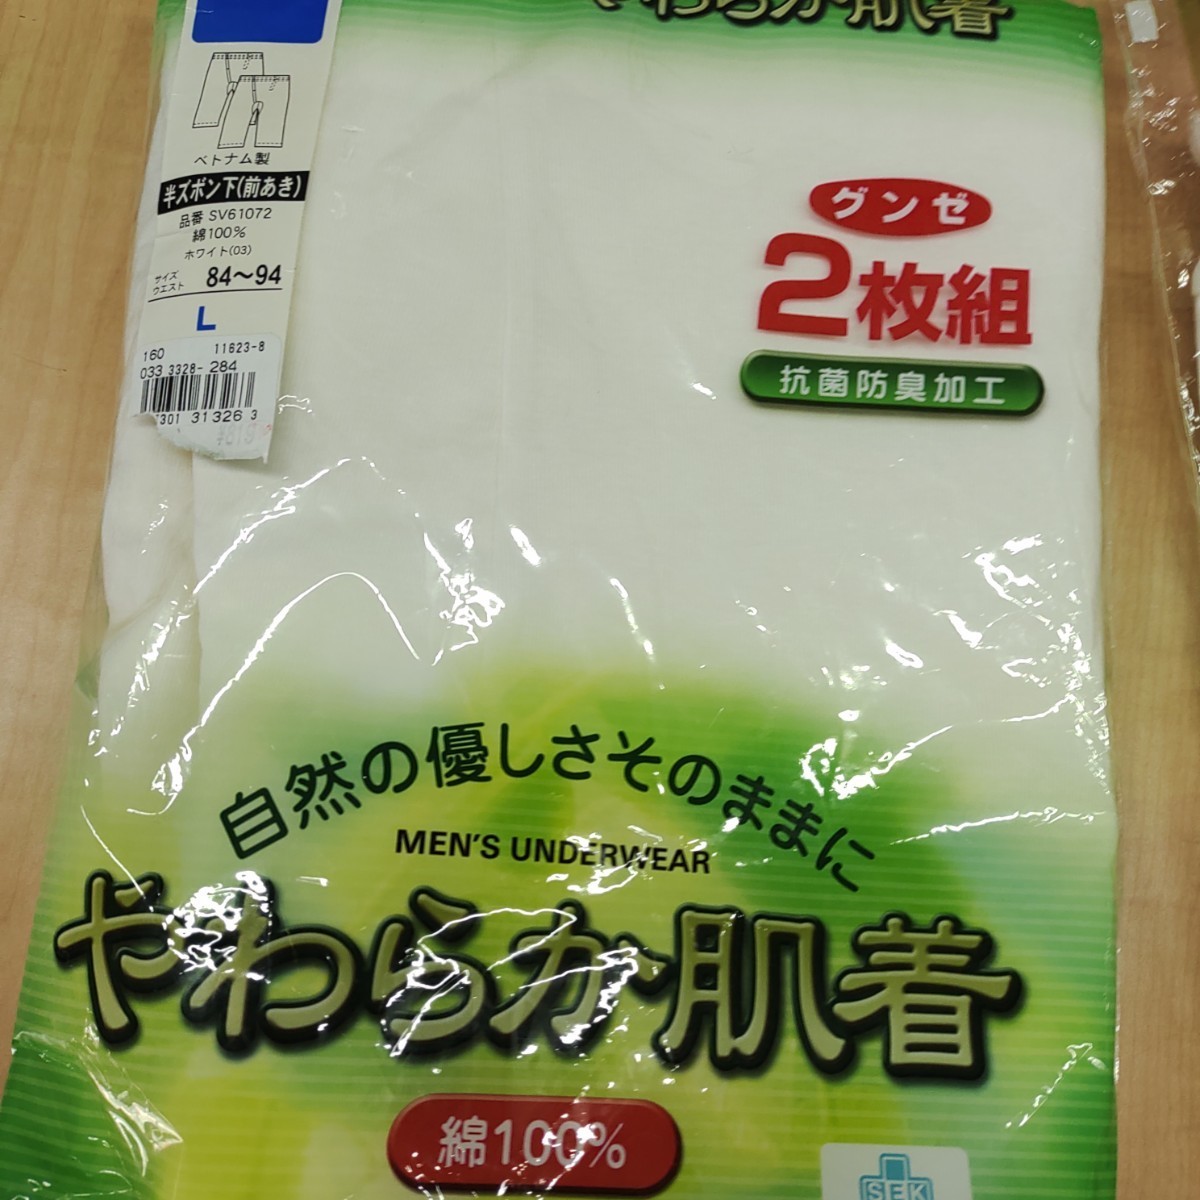 やわらか肌着
ベトナム製
半ズボン下(前あき)
品番 SV61072
綿100%
ホワイト(03)
サイズ
ウエスト 84〜94
L
160 11623-8
033 3328- 284
301 31326 3
¥819
グンゼ
2枚組
抗菌防臭加工
自然の優しさそのままに
MEN'S UNDERWEAR
やわらか肌着
綿100%
SEK